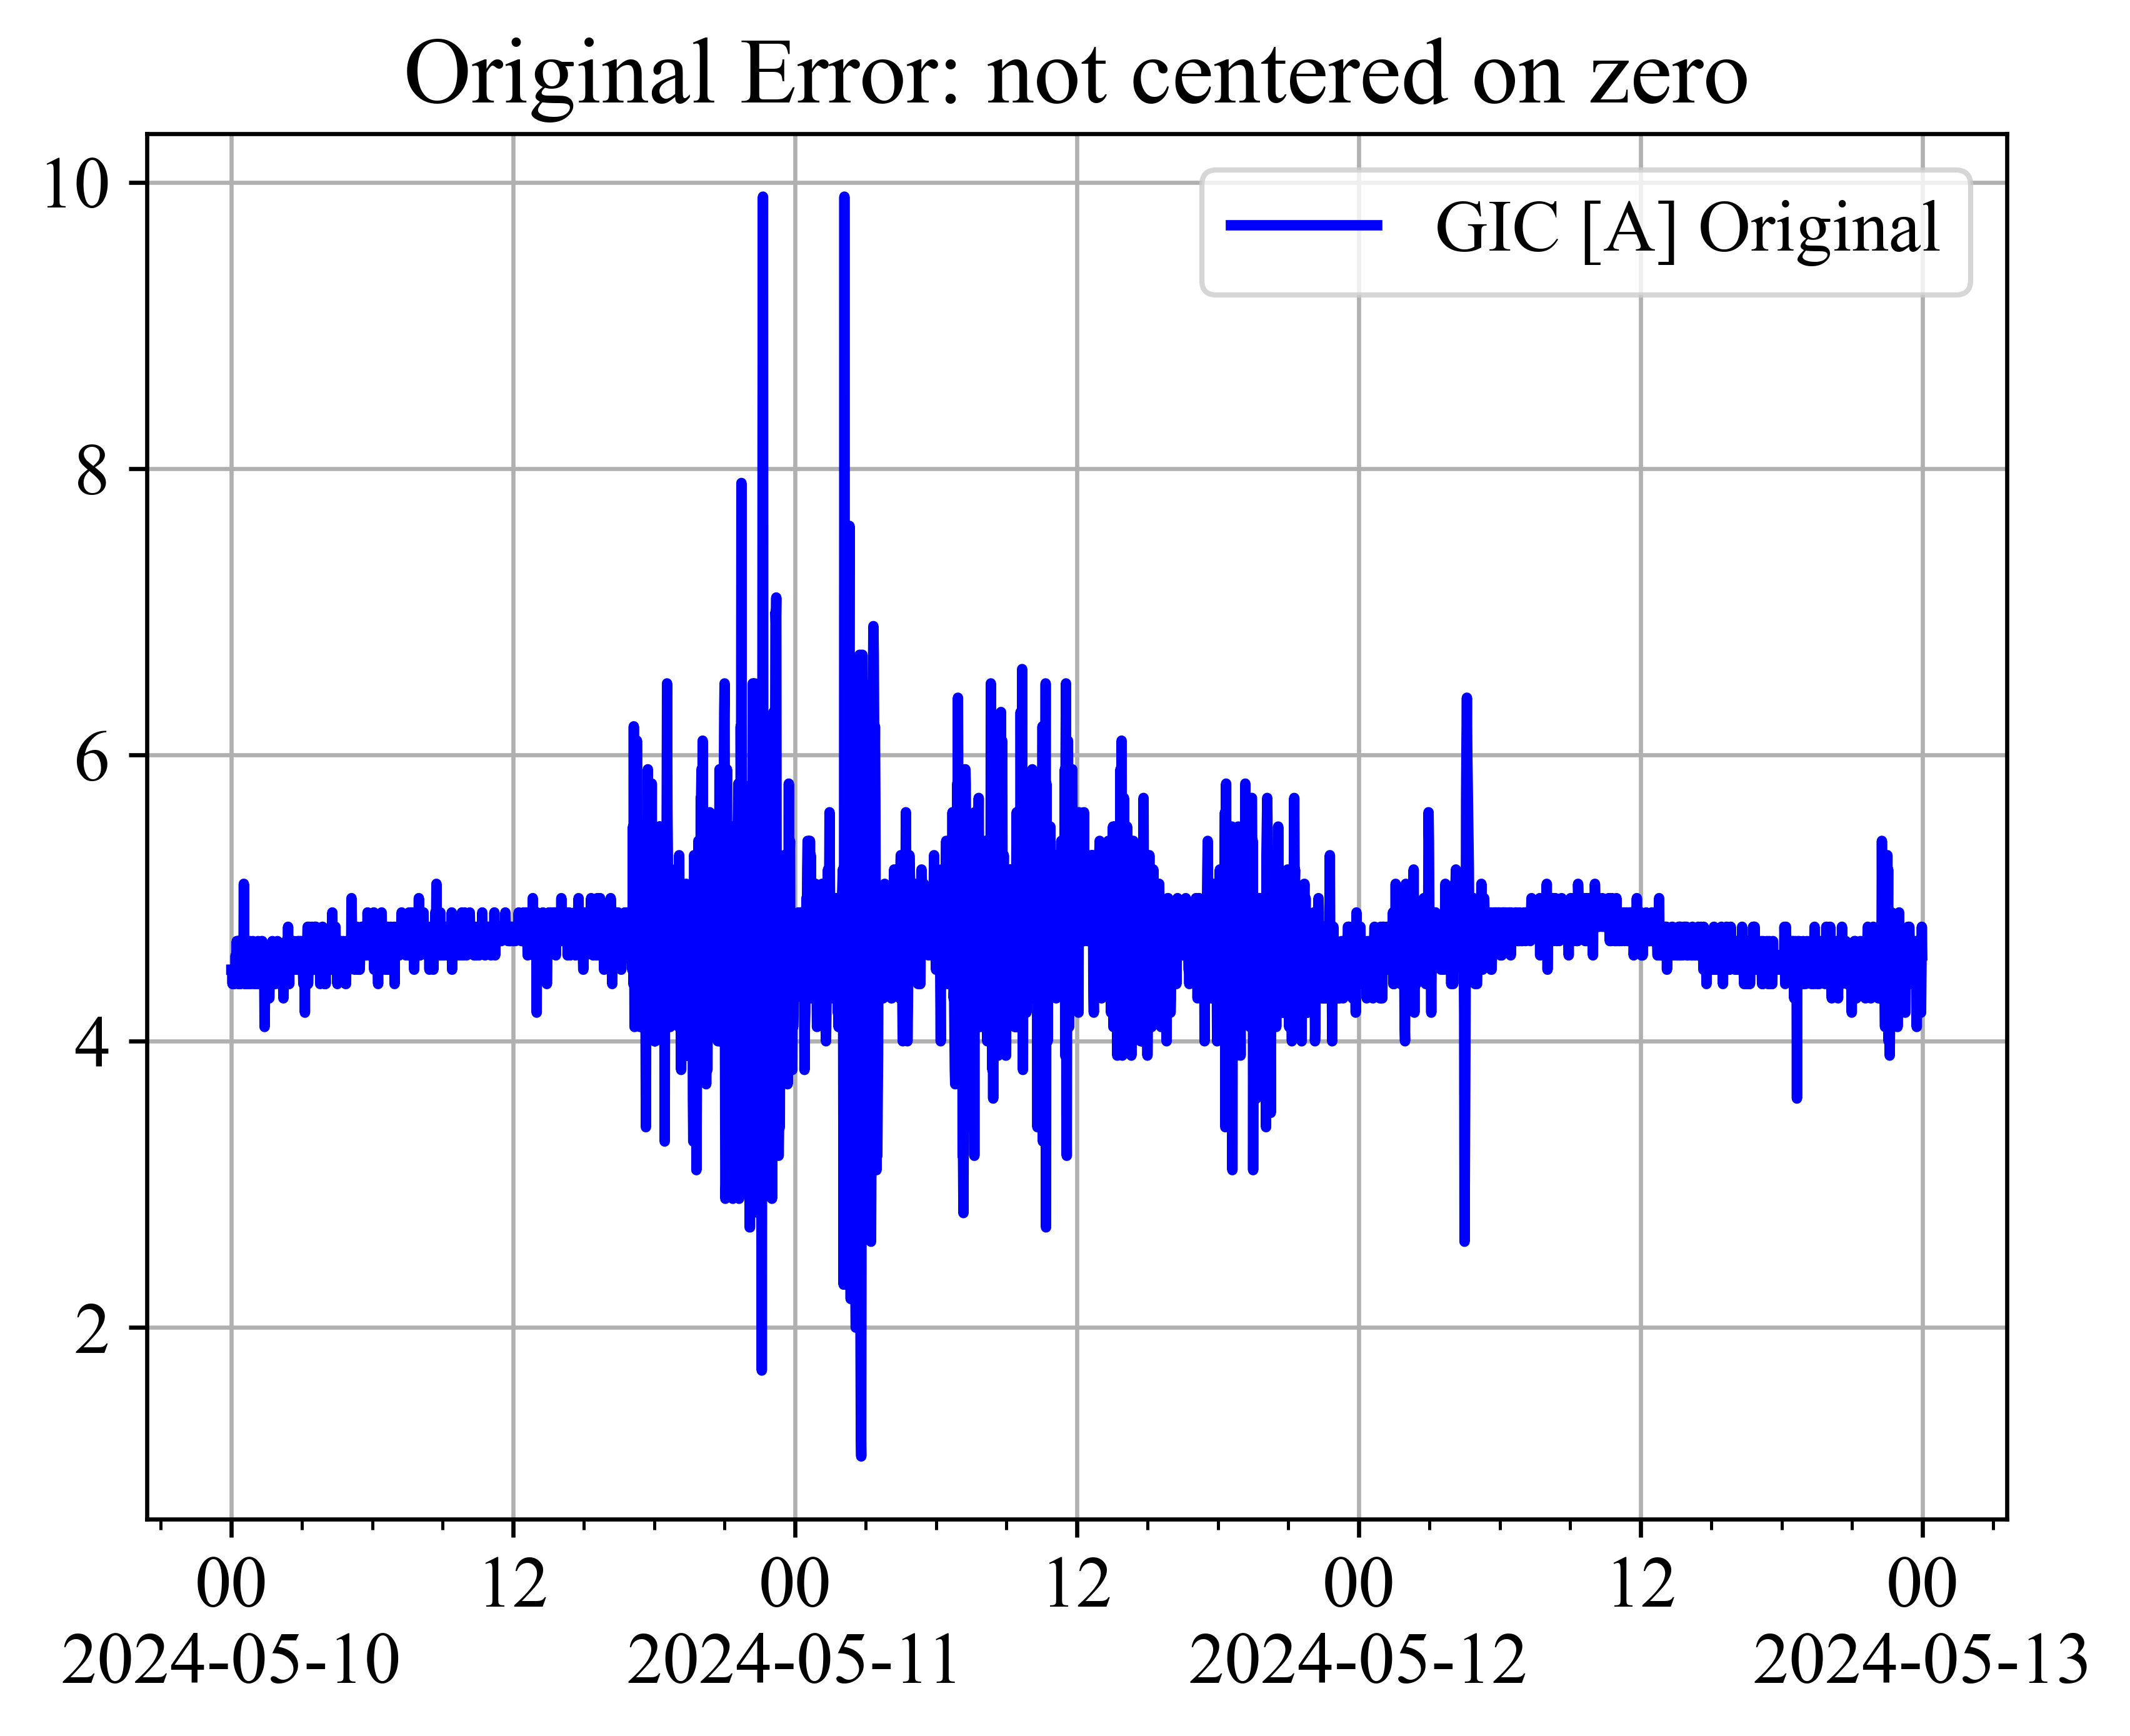 Original Error: not centered on zero
GIC [A] Original
10
8
6
4
2
00 12 00 12 00 12 00
2024-05-10 2024-05-11 2024-05-12 2024-05-13